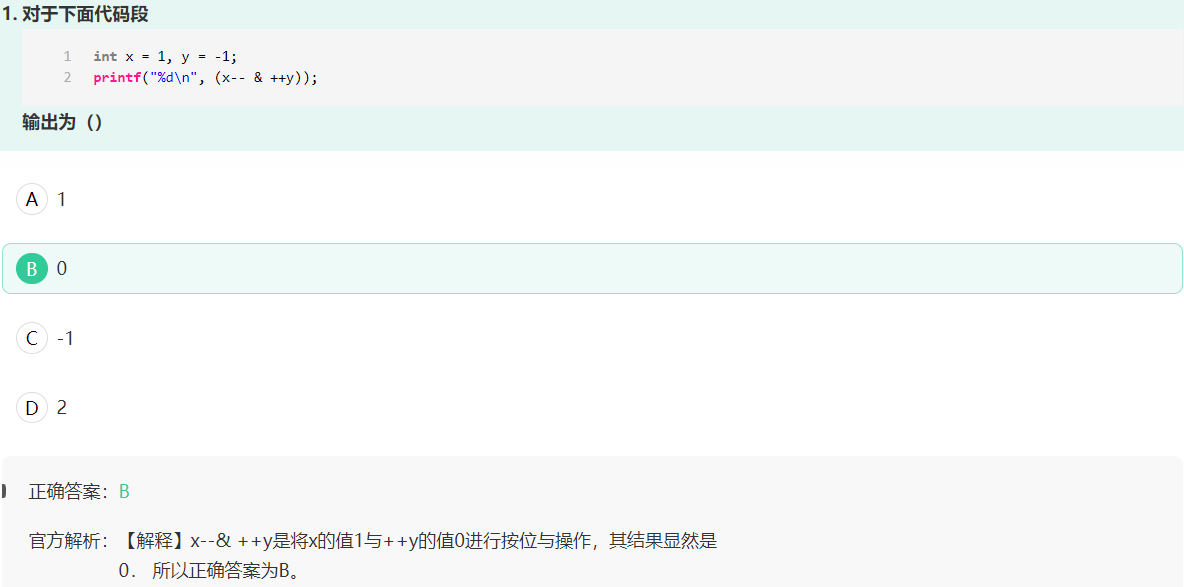 1. 对于下面代码段
1 int x = 1, y = -1;
2 printf("%d\n", (x-- & ++y));
输出为（）
A 1
B 0
C -1
D 2
正确答案：B
官方解析：【解释】x--& ++y是将x的值1与++y的值0进行按位与操作，其结果显然是
0． 所以正确答案为B。